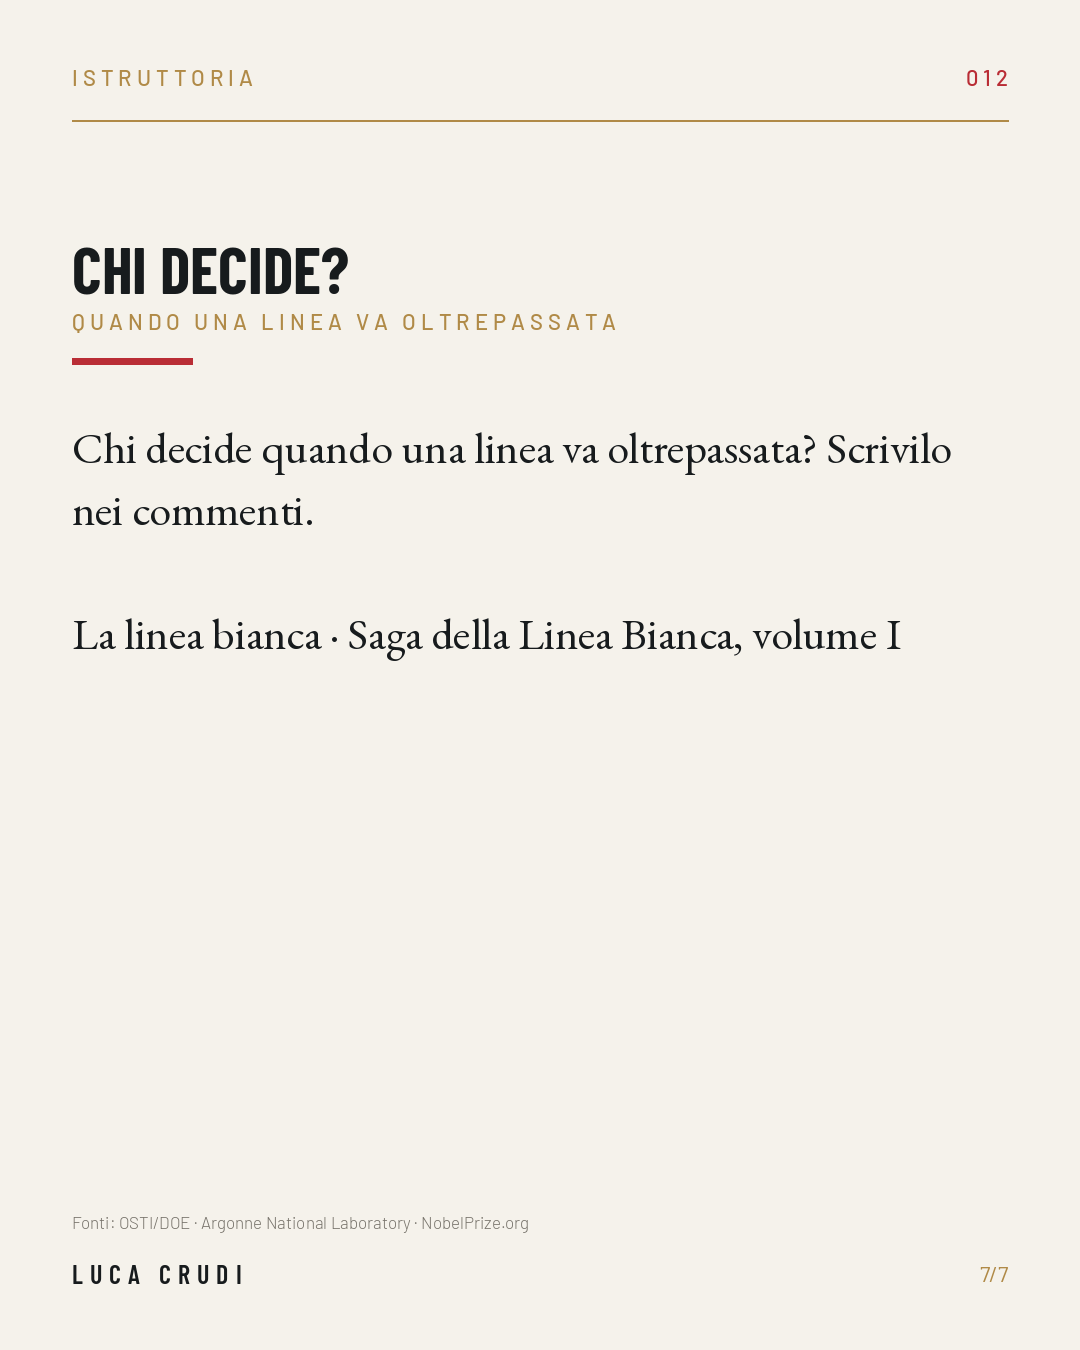 ISTRUTTORIA
012
CHI DECIDE?
QUANDO UNA LINEA VA OLTREPASSATA
Chi decide quando una linea va oltrepassata? Scrivilo
nei commenti.
La linea bianca · Saga della Linea Bianca, volume I
Fonti: OSTI/DOE · Argonne National Laboratory · NobelPrize.org
LUCA CRUDI
7/7